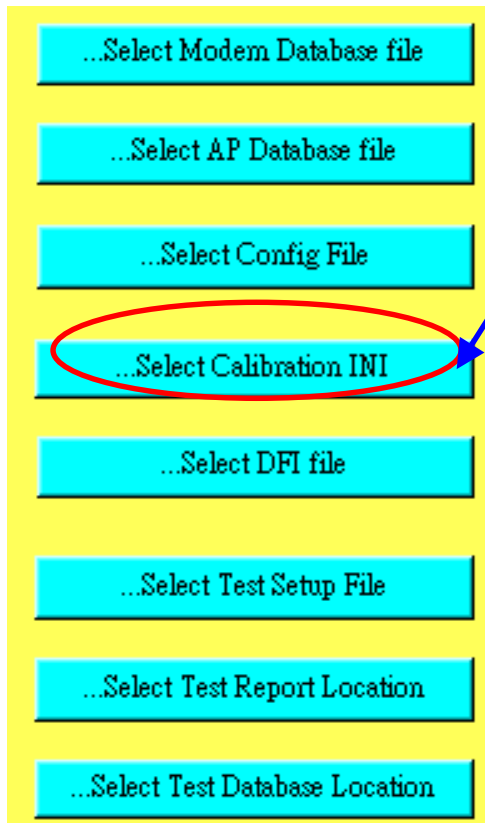 ...Select Modem Database file
...Select AP Database file
...Select Config File
...Select Calibration INI
...Select DFI file
...Select Test Setup File
...Select Test Report Location
...Select Test Database Location